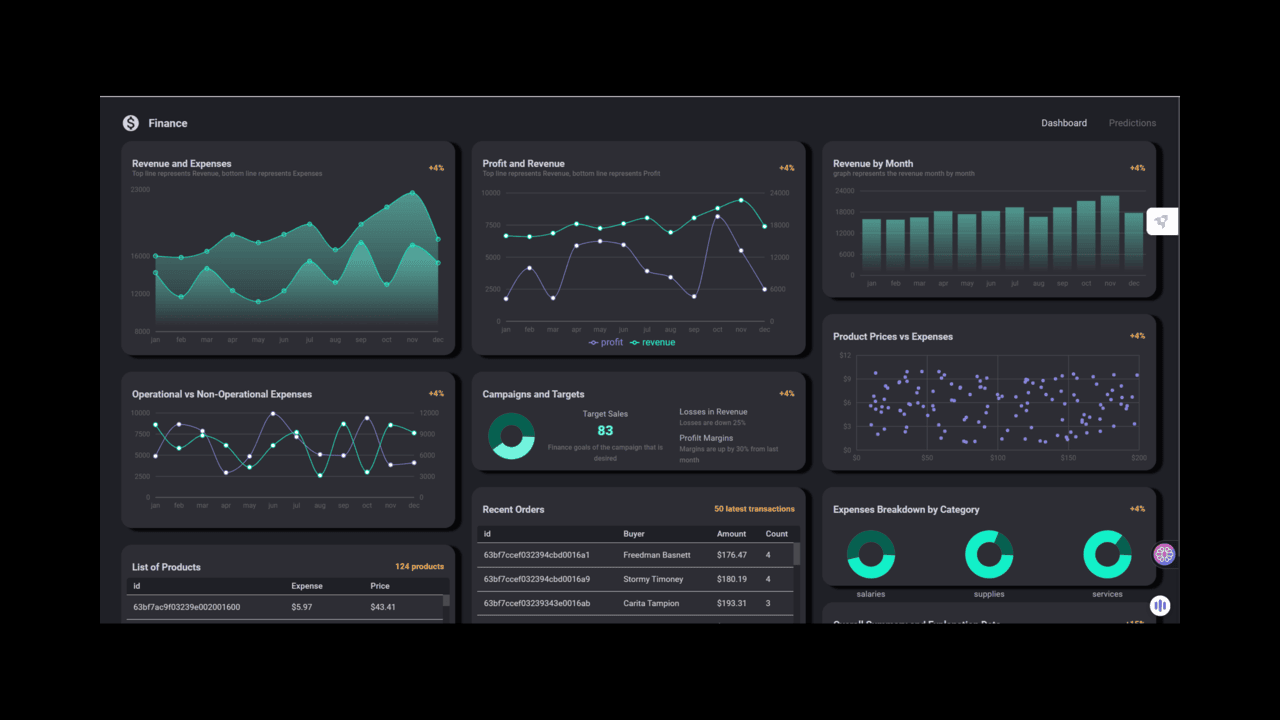 Finance
Dashboard
Predictions
Revenue and Expenses
Top line represents Revenue, bottom line represents Expenses
+4%
23000
16000
12000
8000
jan feb mar apr may jun jul aug sep oct nov dec
Profit and Revenue
Top line represents Revenue, bottom line represents Profit
+4%
10000 24000
7500 18000
5000 12000
2500 6000
0 0
jan feb mar apr may jun jul aug sep oct nov dec
profit revenue
Revenue by Month
graph represents the revenue month by month
+4%
24000
18000
12000
6000
0
jan feb mar apr may jun jul aug sep oct nov dec
Product Prices vs Expenses
+4%
$12
$9
$6
$3
$0
$0 $50 $100 $150 $200
Operational vs Non-Operational Expenses
+4%
10000 12000
7500 9000
5000 6000
2500 3000
0 0
jan feb mar apr may jun jul aug sep oct nov dec
Campaigns and Targets
+4%
Target Sales
83
Finance goals of the campaign that is
desired
Losses in Revenue
Losses are down 25%
Profit Margins
Margins are up by 30% from last
month
Recent Orders
50 latest transactions
id Buyer Amount Count
63bf7ccef032394cbd0016a1 Freedman Basnett $176.47 4
63bf7ccef032394cbd0016a9 Stormy Timoney $180.19 4
63bf7ccef03239343e0016ab Carita Tampion $193.31 3
Expenses Breakdown by Category
+4%
salaries supplies services
List of Products
124 products
id Expense Price
63bf7ac9f03239e002001600 $5.97 $43.41
Overall Summary and Explanation Data
+15%